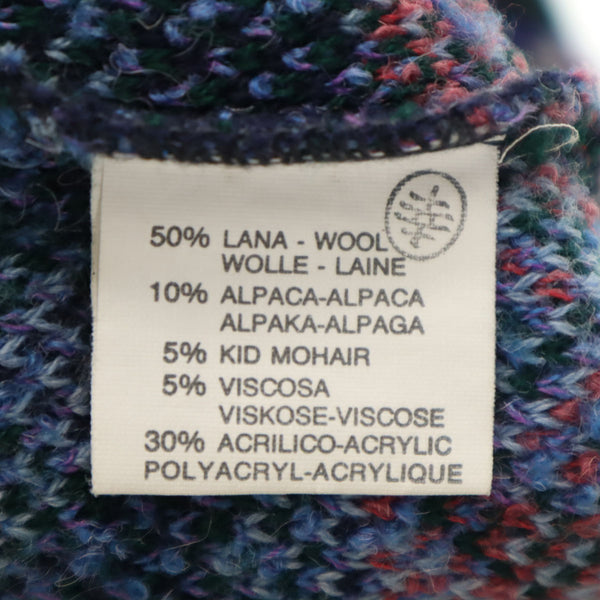 50% LANA - WOOL
WOLLE - LAINE
10% ALPACA-ALPACA
ALPAKA-ALPAGA
5% KID MOHAIR
5% VISCOSA
VISKOSE-VISCOSE
30% ACRILICO-ACRYLIC
POLYACRYL-ACRYLIQUE